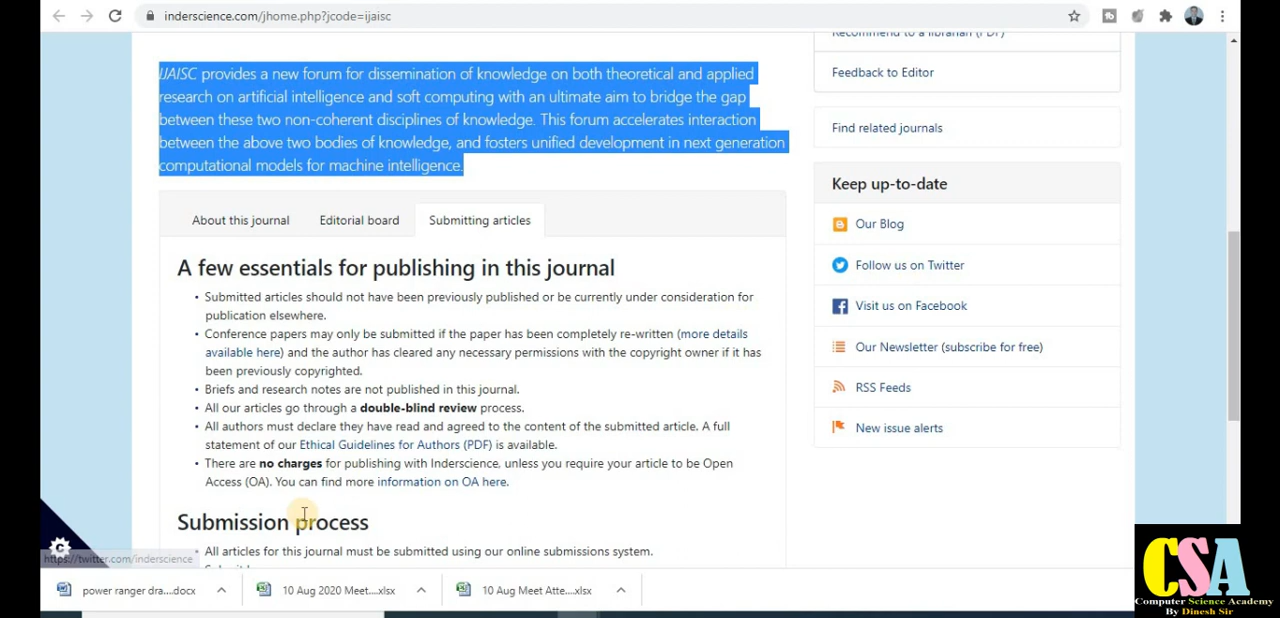 inderscience.com/jhome.php?jcode=ijaisc
Recommend to a librarian (PDF)
Feedback to Editor
Find related journals
Keep up-to-date
Our Blog
Follow us on Twitter
Visit us on Facebook
Our Newsletter (subscribe for free)
RSS Feeds
New issue alerts
IJAISC provides a new forum for dissemination of knowledge on both theoretical and applied
research on artificial intelligence and soft computing with an ultimate aim to bridge the gap
between these two non-coherent disciplines of knowledge. This forum accelerates interaction
between the above two bodies of knowledge, and fosters unified development in next generation
computational models for machine intelligence.
About this journal Editorial board Submitting articles
A few essentials for publishing in this journal
• Submitted articles should not have been previously published or be currently under consideration for
publication elsewhere.
• Conference papers may only be submitted if the paper has been completely re-written (more details
available here) and the author has cleared any necessary permissions with the copyright owner if it has
been previously copyrighted.
• Briefs and research notes are not published in this journal.
• All our articles go through a double-blind review process.
• All authors must declare they have read and agreed to the content of the submitted article. A full
statement of our Ethical Guidelines for Authors (PDF) is available.
• There are no charges for publishing with Inderscience, unless you require your article to be Open
Access (OA). You can find more information on OA here.
Submission process
• All articles for this journal must be submitted using our online submissions system.
https://twitter.com/inderscience
power ranger dra....docx
10 Aug 2020 Meet....xlsx
10 Aug Meet Atte....xlsx
CSA
Computer Science Academy
By Dinesh Sir